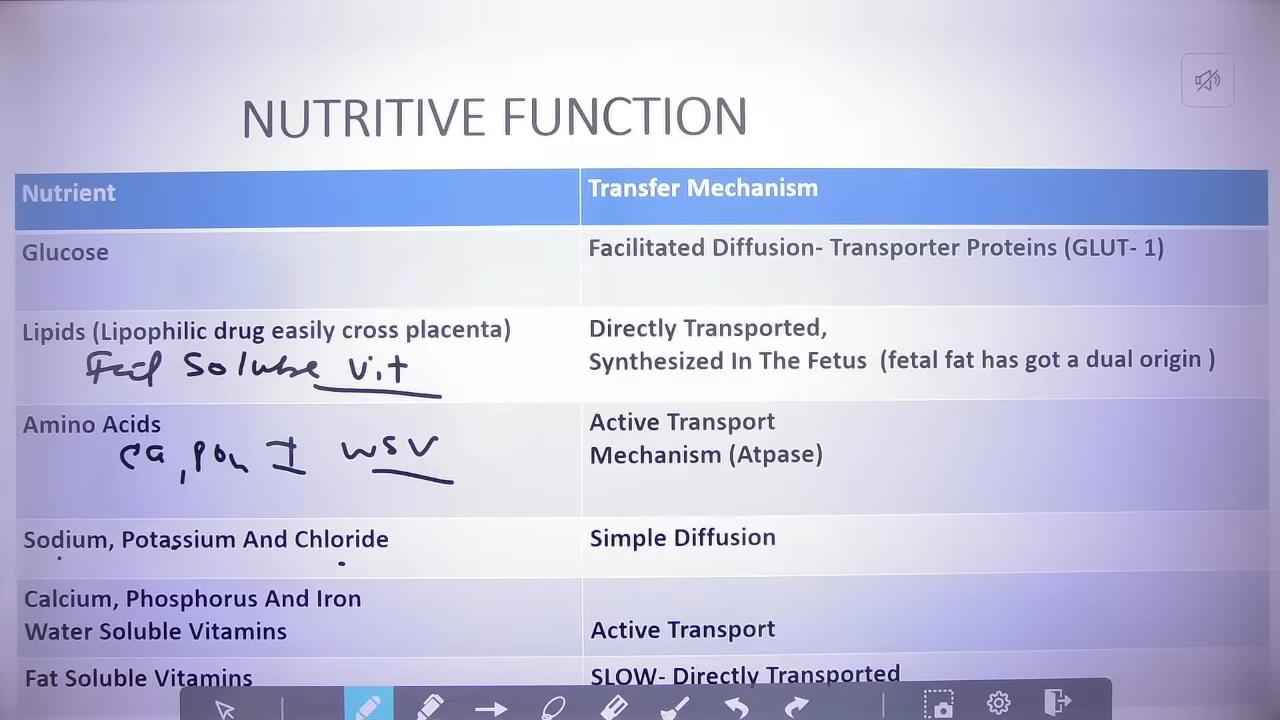 NUTRITIVE FUNCTION
Nutrient Transfer Mechanism
Glucose Facilitated Diffusion- Transporter Proteins (GLUT- 1)
Lipids (Lipophilic drug easily cross placenta) Directly Transported,
Soluble vit Synthesized In The Fetus (fetal fat has got a dual origin )
Amino Acids Active Transport
Ca, I WSV Mechanism (Atpase)
Sodium, Potassium And Chloride Simple Diffusion
Calcium, Phosphorus And Iron
Water Soluble Vitamins Active Transport
Fat Soluble Vitamins SLOW- Directly Transported